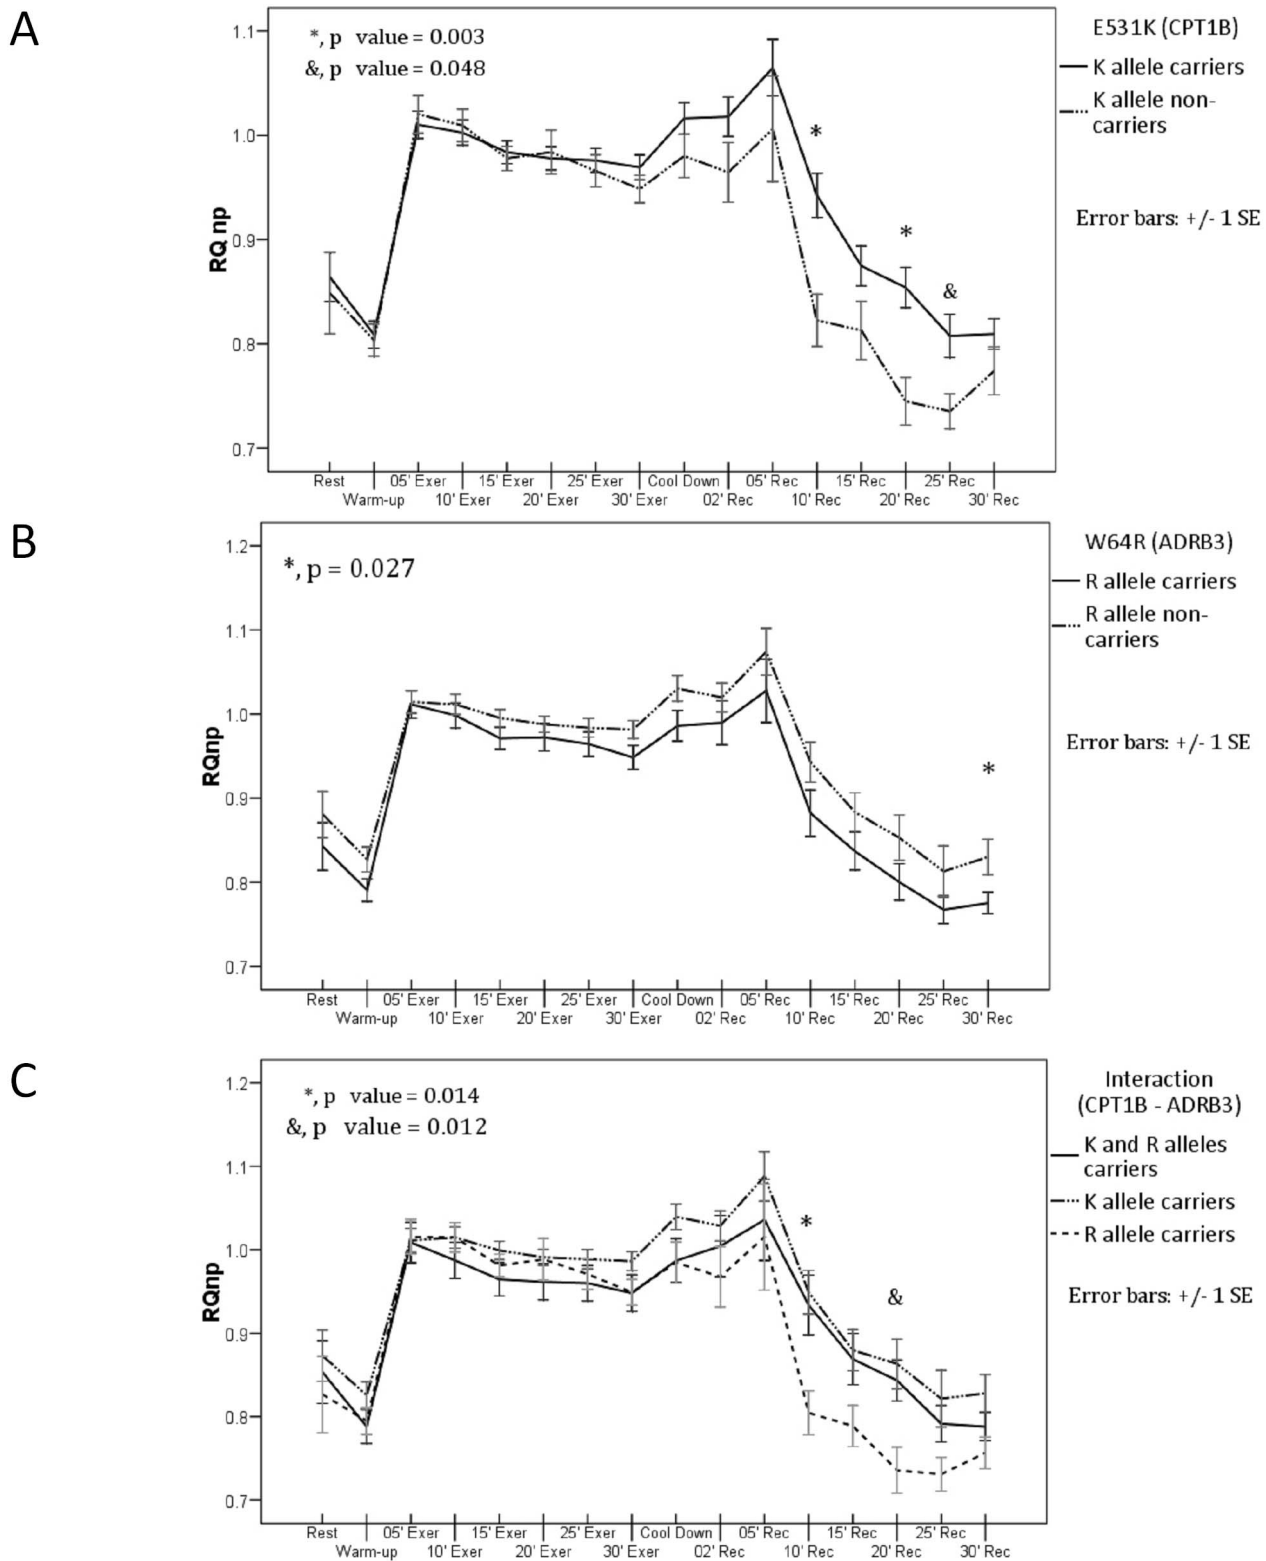 A
*, p value = 0.003
&, p value = 0.048
E531K (CPT1B)
K allele carriers
K allele non-
carriers
Error bars: +/- 1 SE
RQ np
1.1
1.0
0.9
0.8
0.7
*
*
&
Rest 05' Exer 15' Exer 25' Exer Cool Down 05' Rec 15' Rec 25' Rec
Warm-up 10' Exer 20' Exer 30' Exer 02' Rec 10' Rec 20' Rec 30' Rec
B
*, p = 0.027
W64R (ADRB3)
R allele carriers
R allele non-
carriers
Error bars: +/- 1 SE
RQnp
1.2
1.1
1.0
0.9
0.8
0.7
*
Rest 05' Exer 15' Exer 25' Exer Cool Down 05' Rec 15' Rec 25' Rec
Warm-up 10' Exer 20' Exer 30' Exer 02' Rec 10' Rec 20' Rec 30' Rec
C
*, p value = 0.014
&, p value = 0.012
Interaction
(CPT1B - ADRB3)
K and R alleles
carriers
K allele carriers
R allele carriers
Error bars: +/- 1 SE
RQnp
1.2
1.1
1.0
0.9
0.8
0.7
*
&
Rest 05' Exer 15' Exer 25' Exer Cool Down 05' Rec 15' Rec 25' Rec
Warm-up 10' Exer 20' Exer 30' Exer 02' Rec 10' Rec 20' Rec 30' Rec